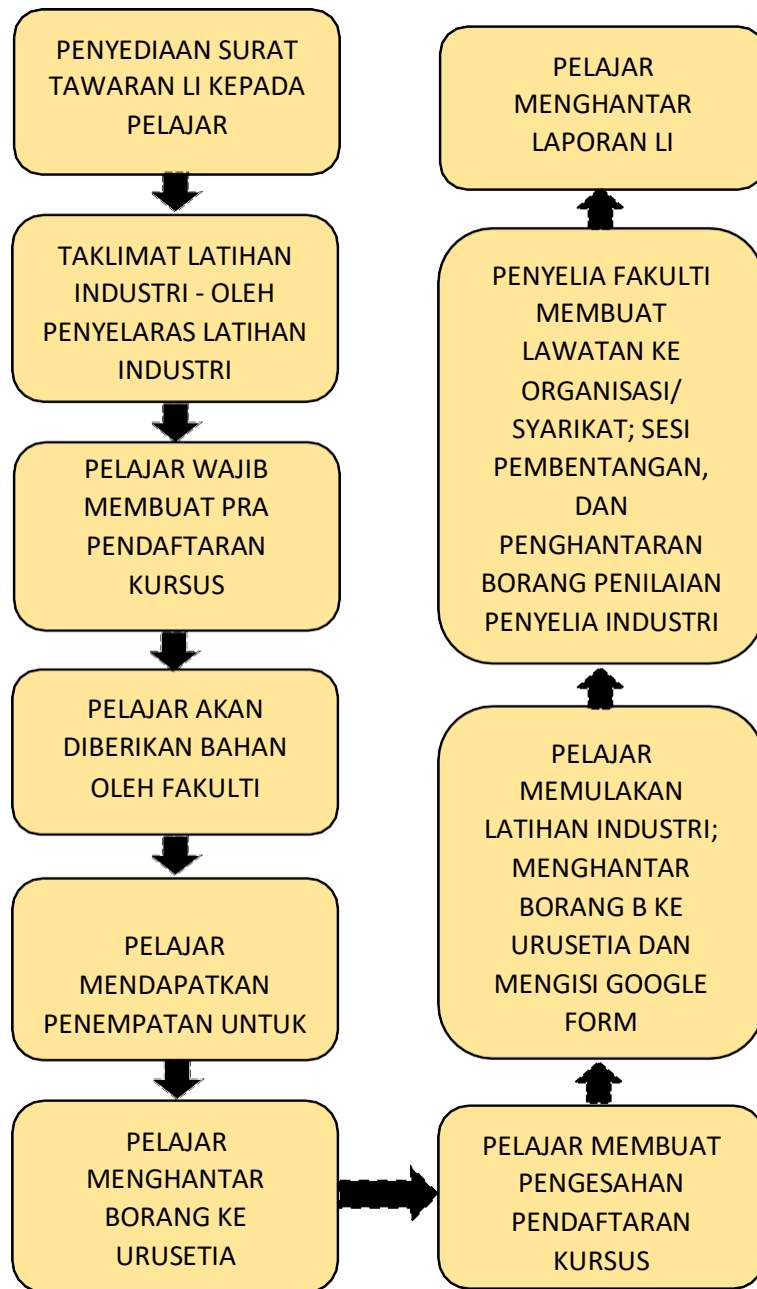 PENYEDIAAN SURAT
TAWARAN LI KEPADA
PELAJAR
TAKLIMAT LATIHAN
INDUSTRI - OLEH
PENYELARAS LATIHAN
INDUSTRI
PELAJAR WAJIB
MEMBUAT PRA
PENDAFTARAN
KURSUS
PELAJAR AKAN
DIBERIKAN BAHAN
OLEH FAKULTI
PELAJAR
MENDAPATKAN
PENEMPATAN UNTUK
PELAJAR
MENGHANTAR
BORANG KE
URUSETIA
PELAJAR MEMBUAT
PENGESAHAN
PENDAFTARAN
KURSUS
PELAJAR
MEMULAKAN
LATIHAN INDUSTRI;
MENGHANTAR
BORANG B KE
URUSETIA DAN
MENGISI GOOGLE
FORM
PENYELIA FAKULTI
MEMBUAT
LAWATAN KE
ORGANISASI/
SYARIKAT; SESI
PEMBENTANGAN,
DAN
PENGHANTARAN
BORANG PENILAIAN
PENYELIA INDUSTRI
PELAJAR
MENGHANTAR
LAPORAN LI